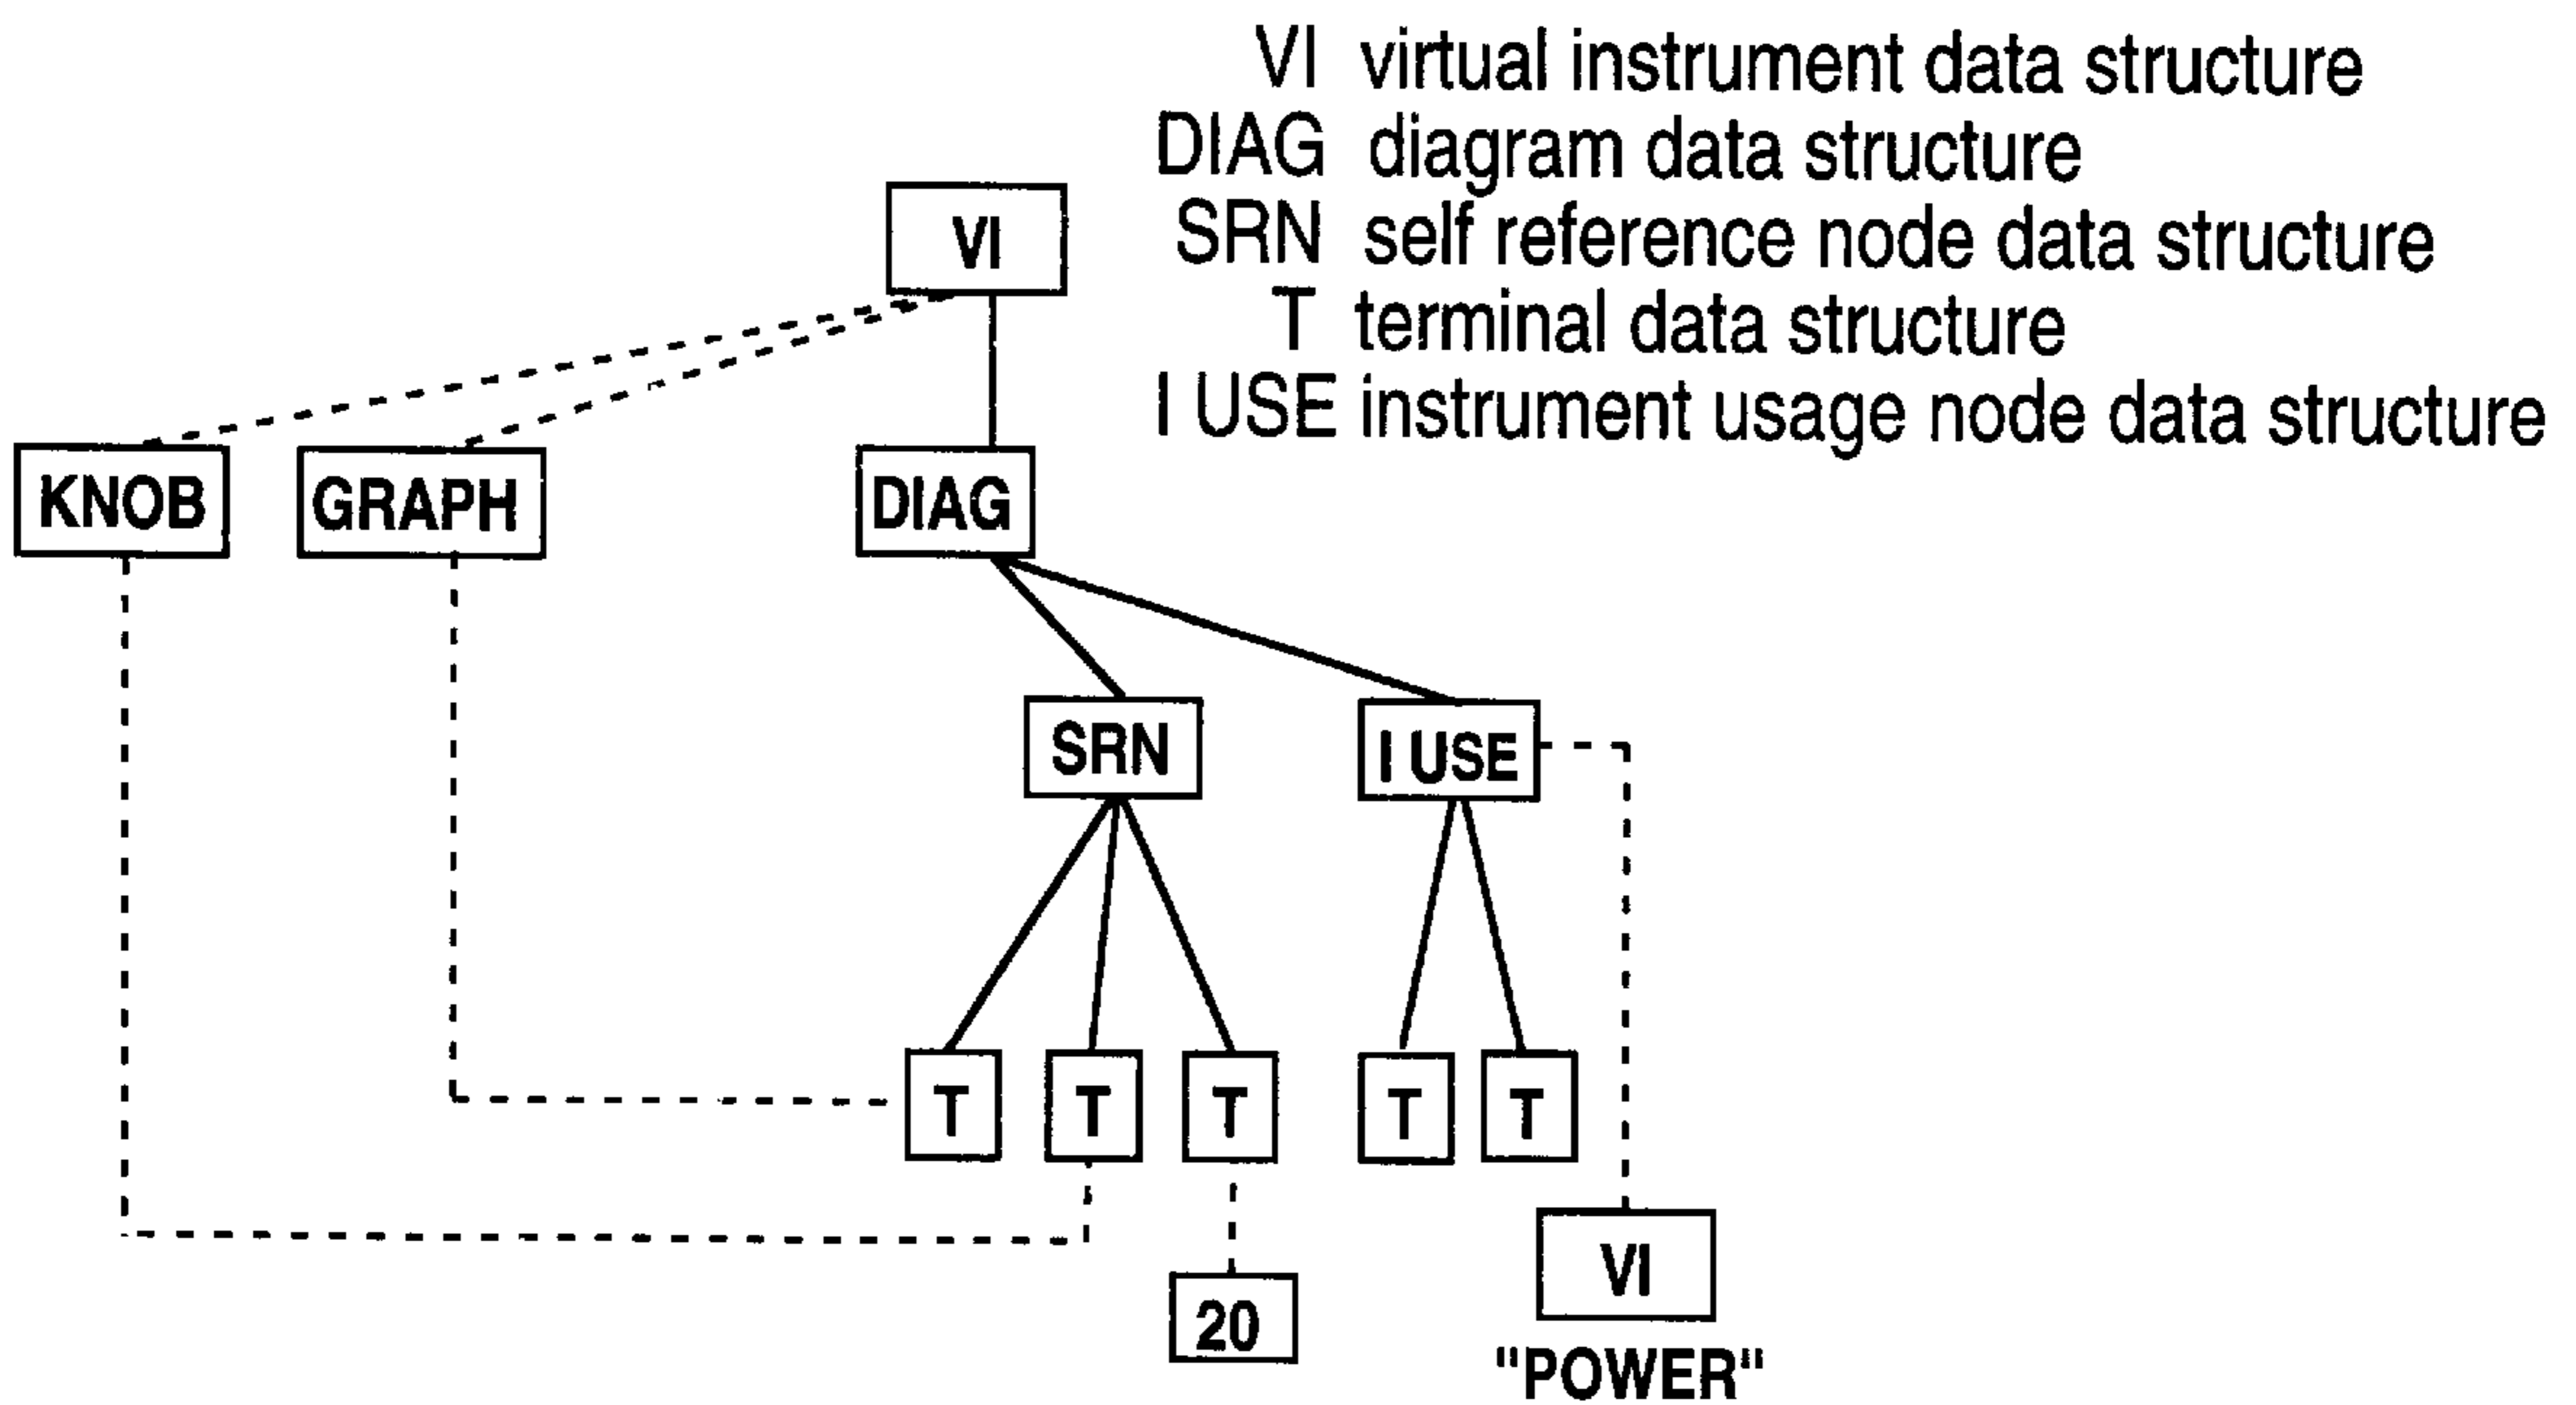 VI virtual instrument data structure
DIAG diagram data structure
SRN self reference node data structure
T terminal data structure
I USE instrument usage node data structure
VI
KNOB
GRAPH
DIAG
SRN
I USE
T
T
T
T
T
20
VI
"POWER"